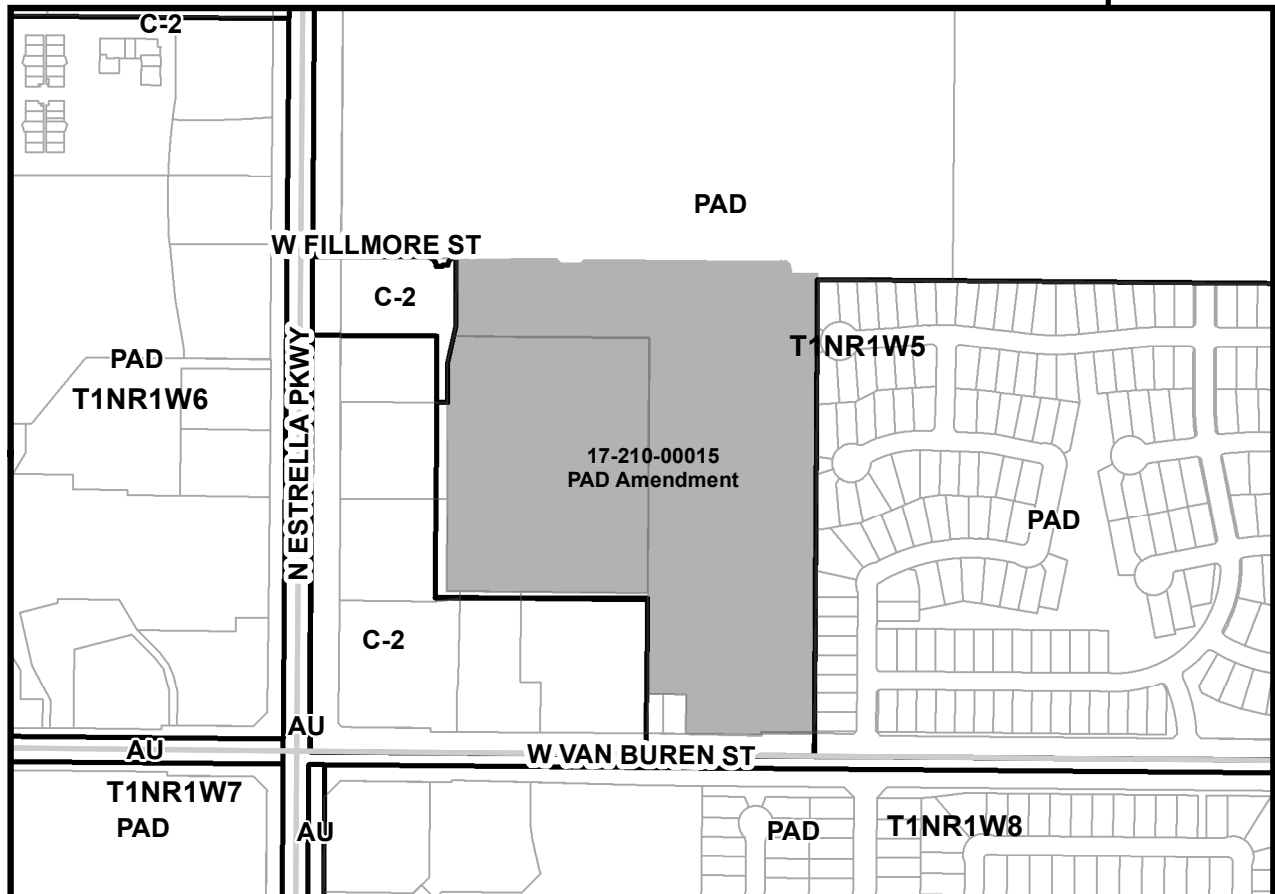 C-2
PAD
W FILLMORE ST
C-2
T1NR1W5
PAD
T1NR1W6
N ESTRELLA PKWY
17-210-00015
PAD Amendment
PAD
C-2
AU
AU
W VAN BUREN ST
T1NR1W7
PAD
AU
PAD
T1NR1W8